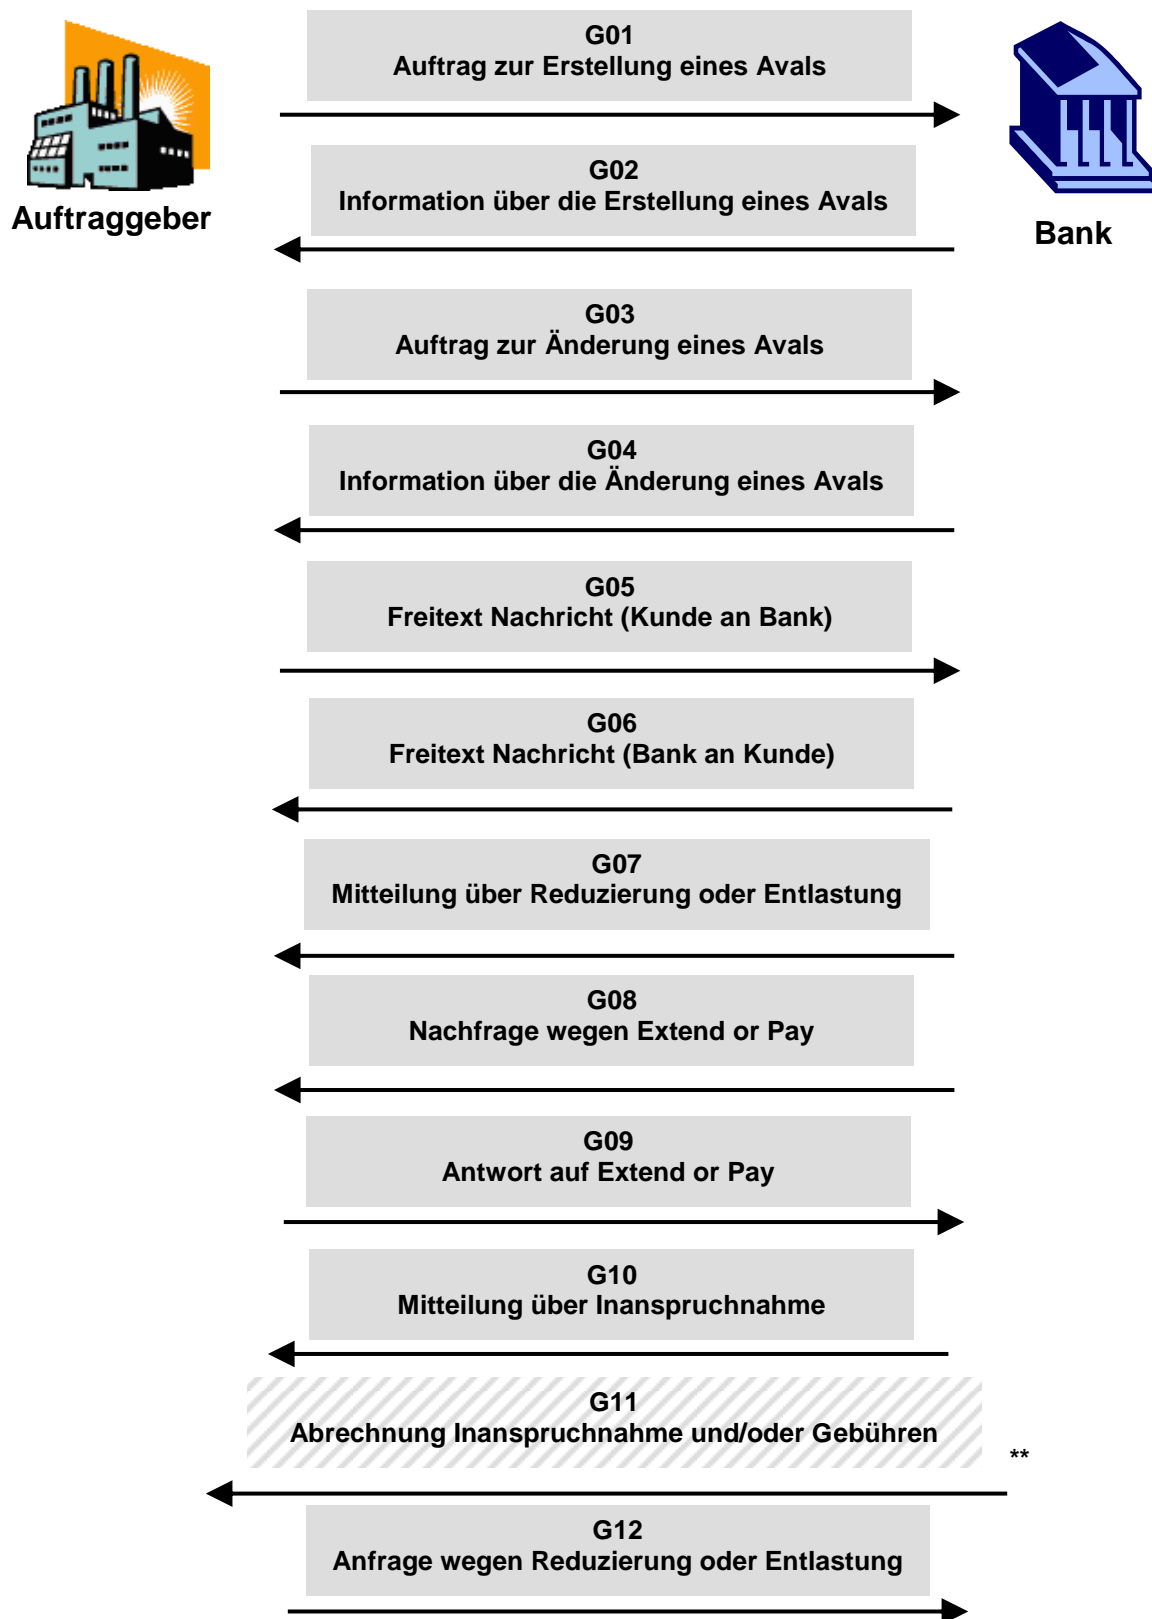 G01
Auftrag zur Erstellung eines Avals
G02
Information über die Erstellung eines Avals
Auftraggeber
Bank
G03
Auftrag zur Änderung eines Avals
G04
Information über die Änderung eines Avals
G05
Freitext Nachricht (Kunde an Bank)
G06
Freitext Nachricht (Bank an Kunde)
G07
Mitteilung über Reduzierung oder Entlastung
G08
Nachfrage wegen Extend or Pay
G09
Antwort auf Extend or Pay
G10
Mitteilung über Inanspruchnahme
G11
Abrechnung Inanspruchnahme und/oder Gebühren
**
G12
Anfrage wegen Reduzierung oder Entlastung